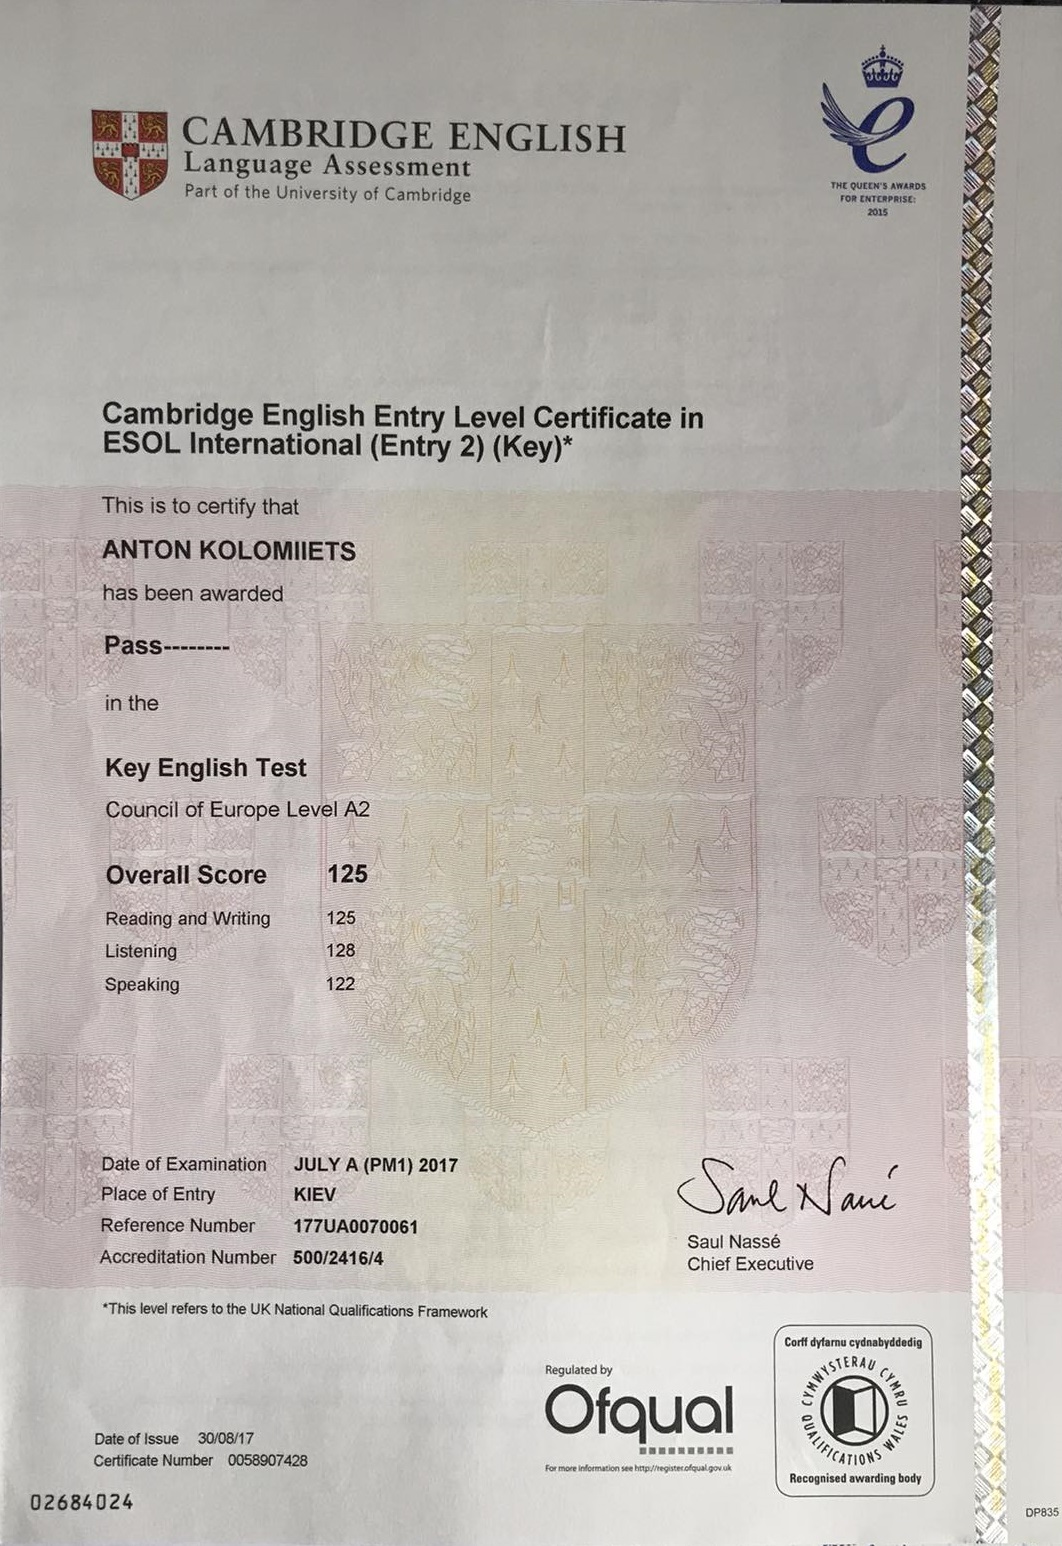 CAMBRIDGE ENGLISH
Language Assessment
Part of the University of Cambridge
THE QUEEN'S AWARDS
FOR ENTERPRISE:
2015
Cambridge English Entry Level Certificate in
ESOL International (Entry 2) (Key)*
This is to certify that
ANTON KOLOMIIETS
has been awarded
Pass--------
in the
Key English Test
Council of Europe Level A2
Overall Score 125
Reading and Writing 125
Listening 128
Speaking 122
Date of Examination JULY A (PM1) 2017
Place of Entry KIEV
Reference Number 177UA0070061
Accreditation Number 500/2416/4
Saul Nassé
Saul Nassé
Chief Executive
*This level refers to the UK National Qualifications Framework
Regulated by
Ofqual
For more information see http://register.ofqual.gov.uk
Corff dyfarnu cydnabyddedig
CYMWYSTERAU CYMRU
QUALIFICATIONS WALES
Recognised awarding body
Date of Issue 30/08/17
Certificate Number 0058907428
02684024
DP835